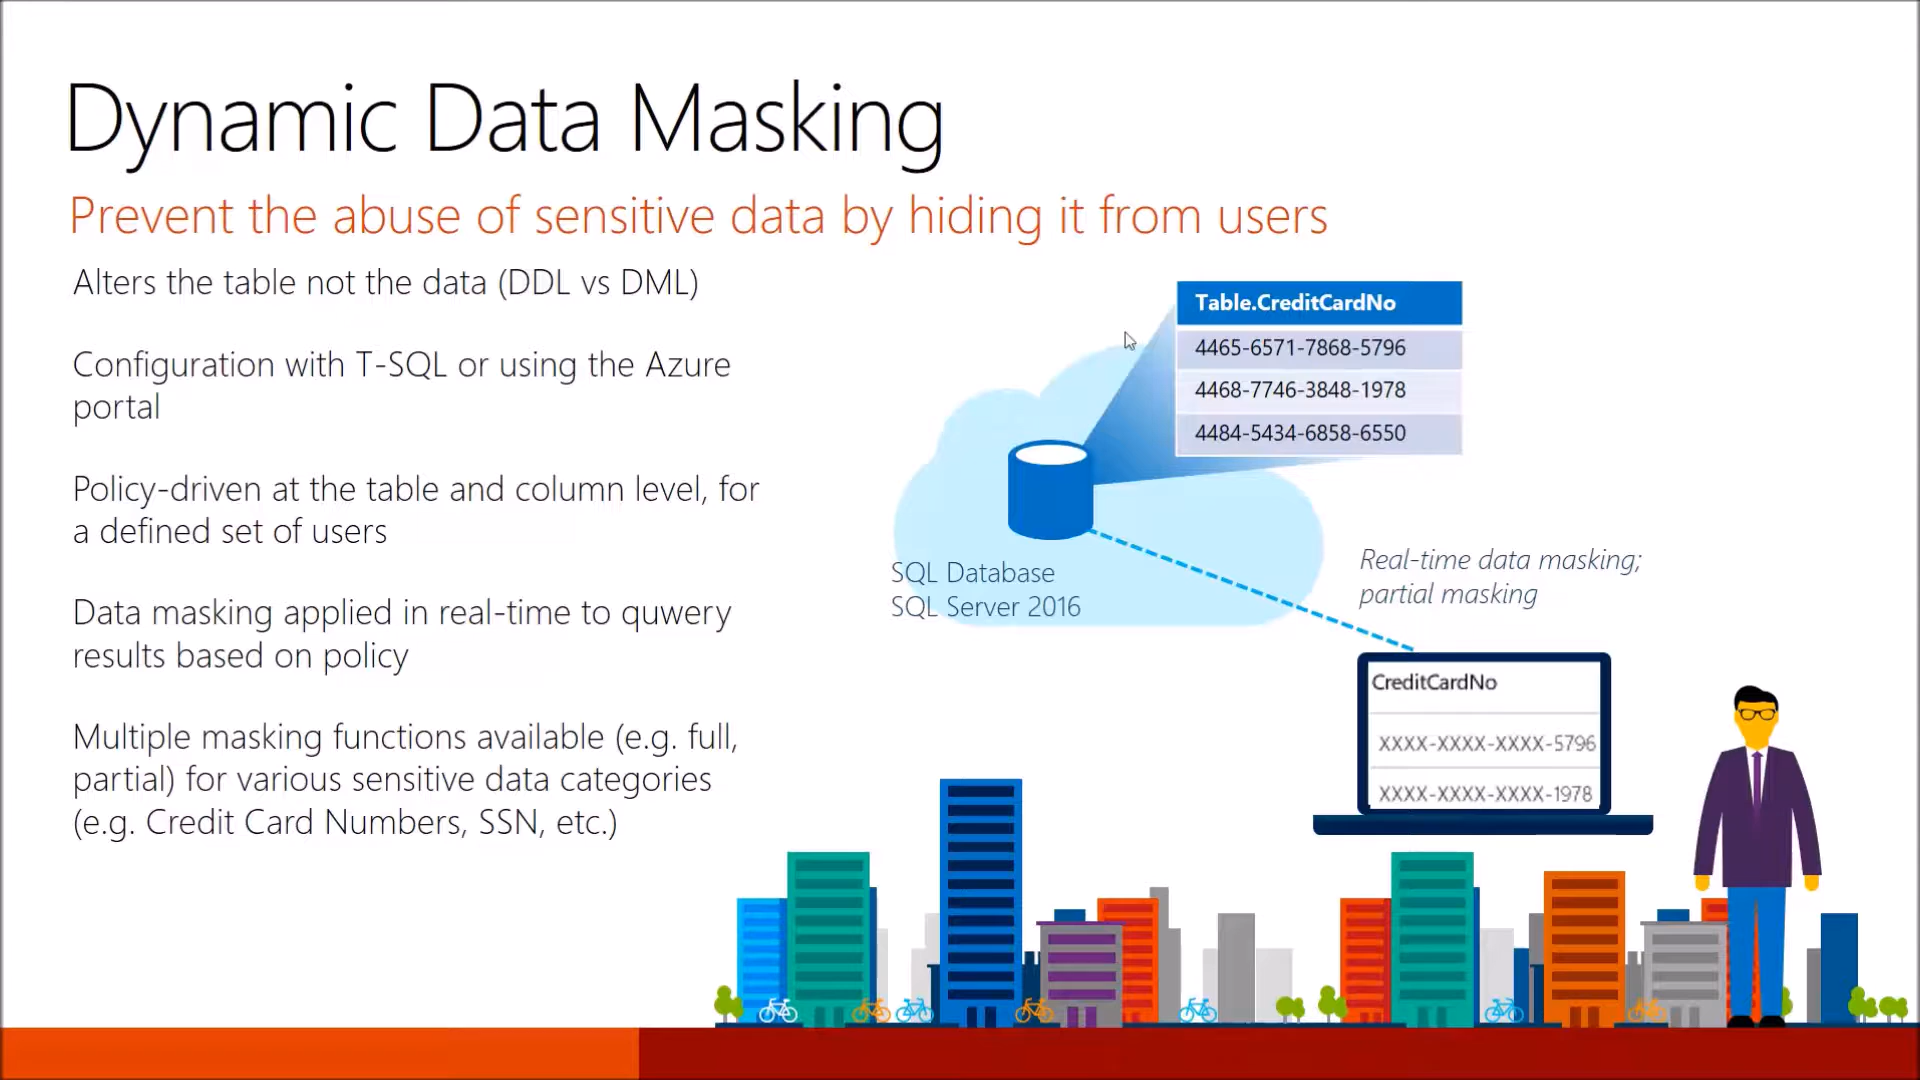 Dynamic Data Masking
Prevent the abuse of sensitive data by hiding it from users
Alters the table not the data (DDL vs DML)
Configuration with T-SQL or using the Azure
portal
Policy-driven at the table and column level, for
a defined set of users
Data masking applied in real-time to quwery
results based on policy
Multiple masking functions available (e.g. full,
partial) for various sensitive data categories
(e.g. Credit Card Numbers, SSN, etc.)
Table.CreditCardNo
4465-6571-7868-5796
4468-7746-3848-1978
4484-5434-6858-6550
SQL Database
SQL Server 2016
Real-time data masking;
partial masking
CreditCardNo
XXXX-XXXX-XXXX-5796
XXXX-XXXX-XXXX-1978